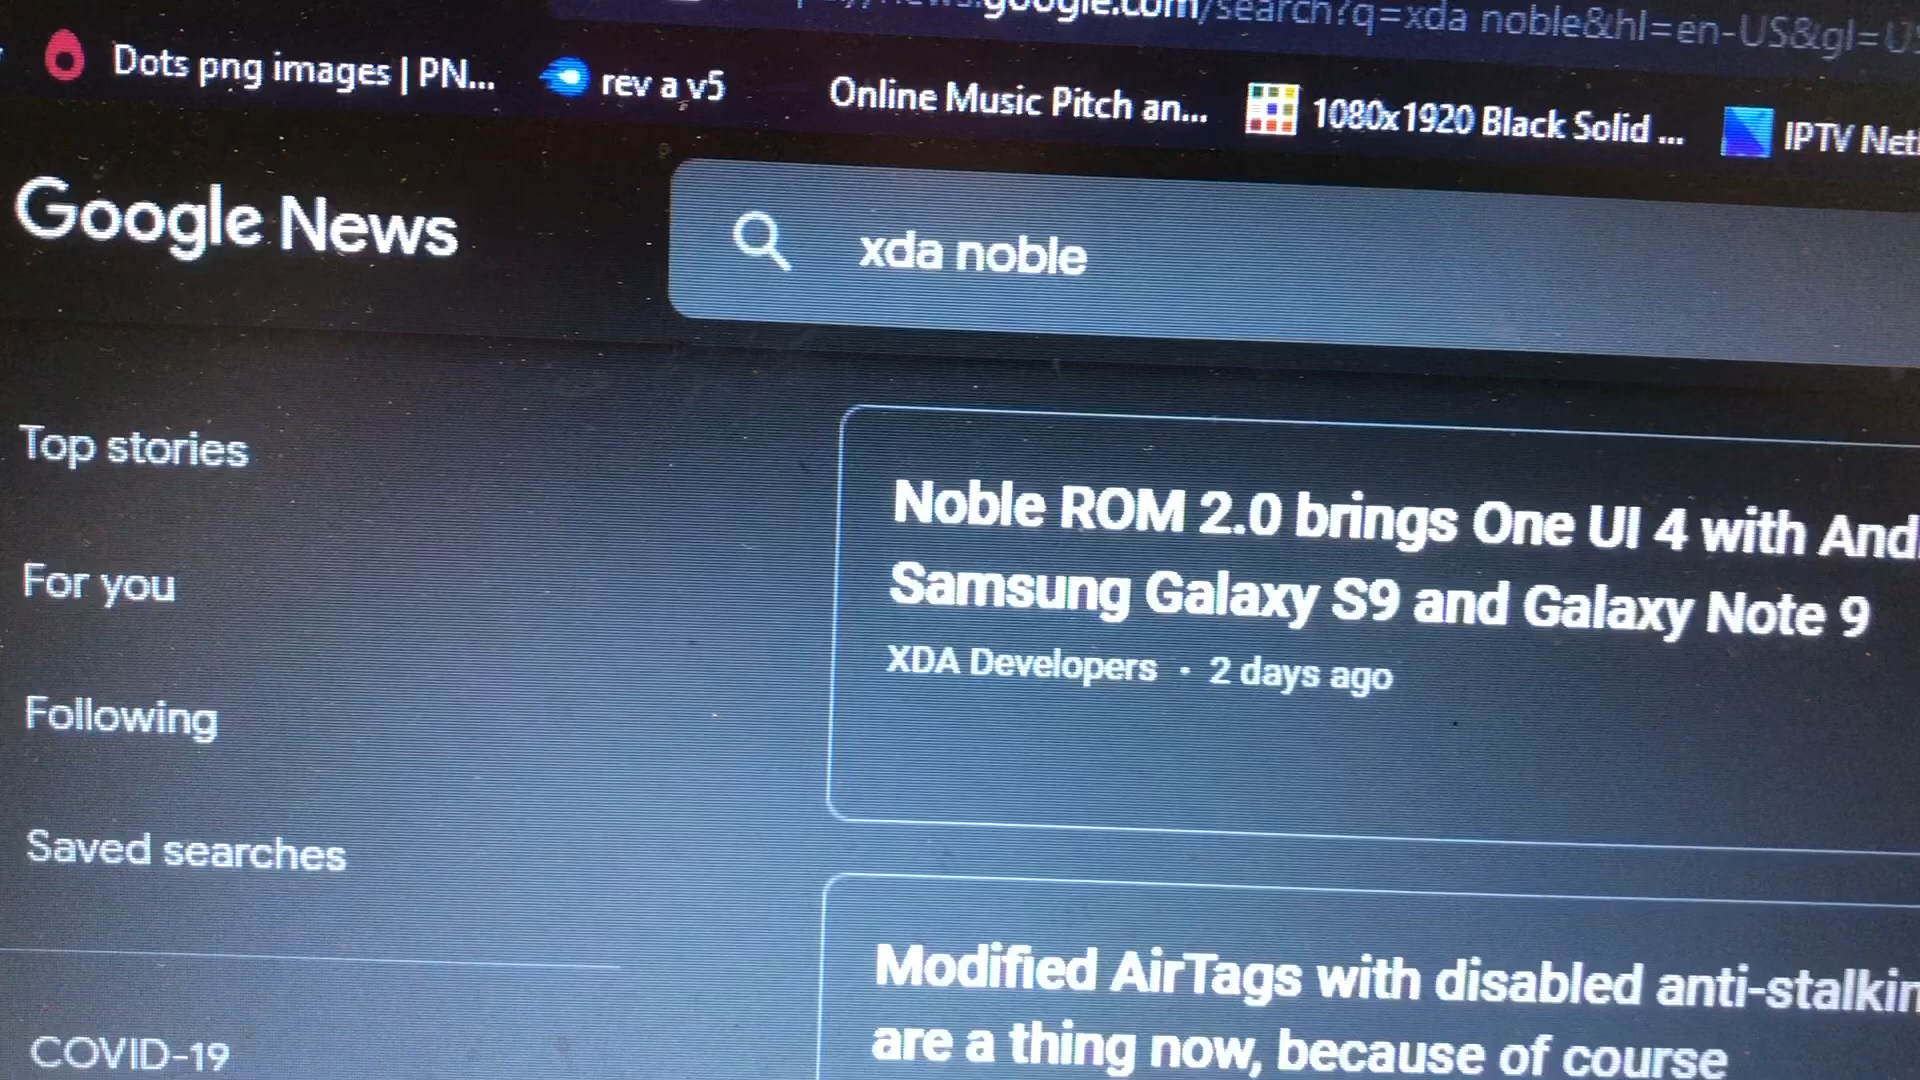 google.com/search?q=xda noble&hl=en-US&gl=US
Dots png images | PN...
rev a v5
Online Music Pitch an...
1080x1920 Black Solid ...
IPTV
Google News
xda noble
Top stories
For you
Following
Saved searches
COVID-19
Noble ROM 2.0 brings One UI 4 with And
Samsung Galaxy S9 and Galaxy Note 9
XDA Developers · 2 days ago
Modified AirTags with disabled anti-stalkin
are a thing now, because of course